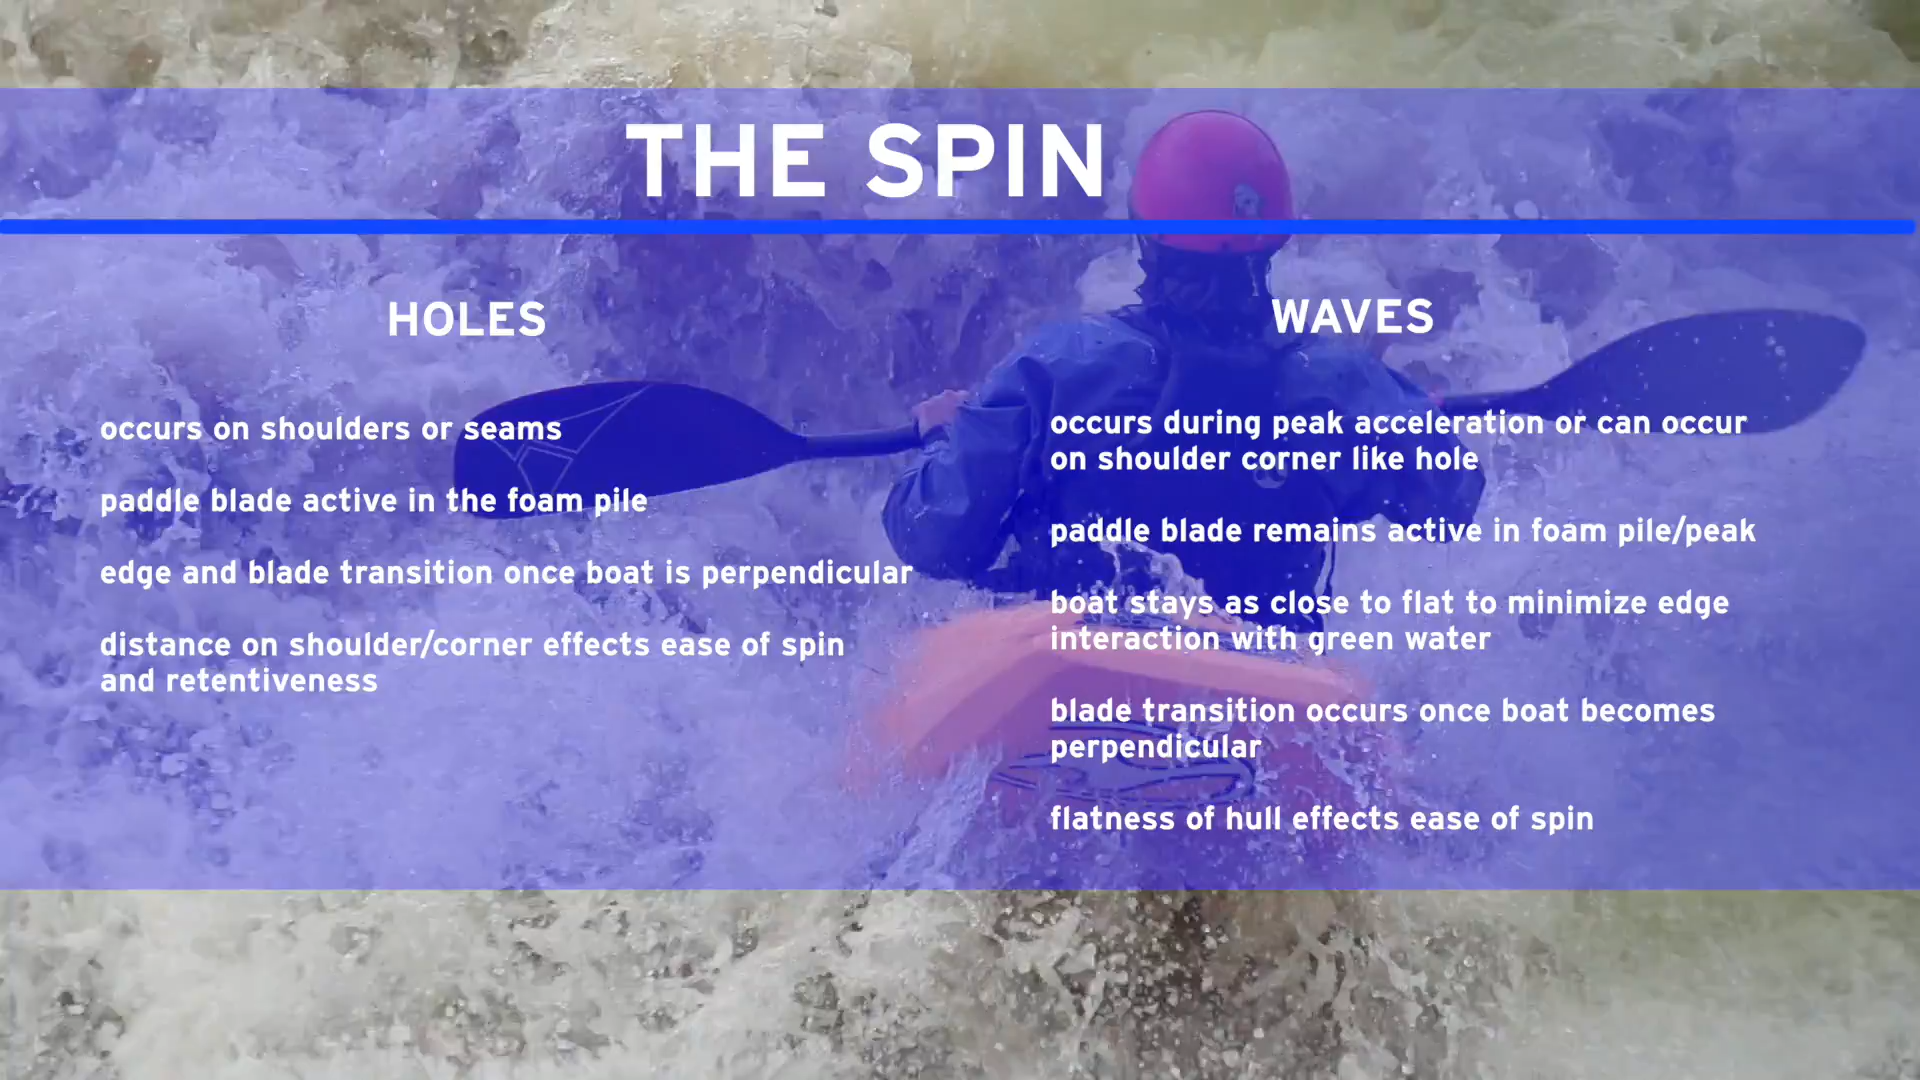 THE SPIN
HOLES
occurs on shoulders or seams
paddle blade active in the foam pile
edge and blade transition once boat is perpendicular
distance on shoulder/corner effects ease of spin
and retentiveness
WAVES
occurs during peak acceleration or can occur
on shoulder corner like hole
paddle blade remains active in foam pile/peak
boat stays as close to flat to minimize edge
interaction with green water
blade transition occurs once boat becomes
perpendicular
flatness of hull effects ease of spin